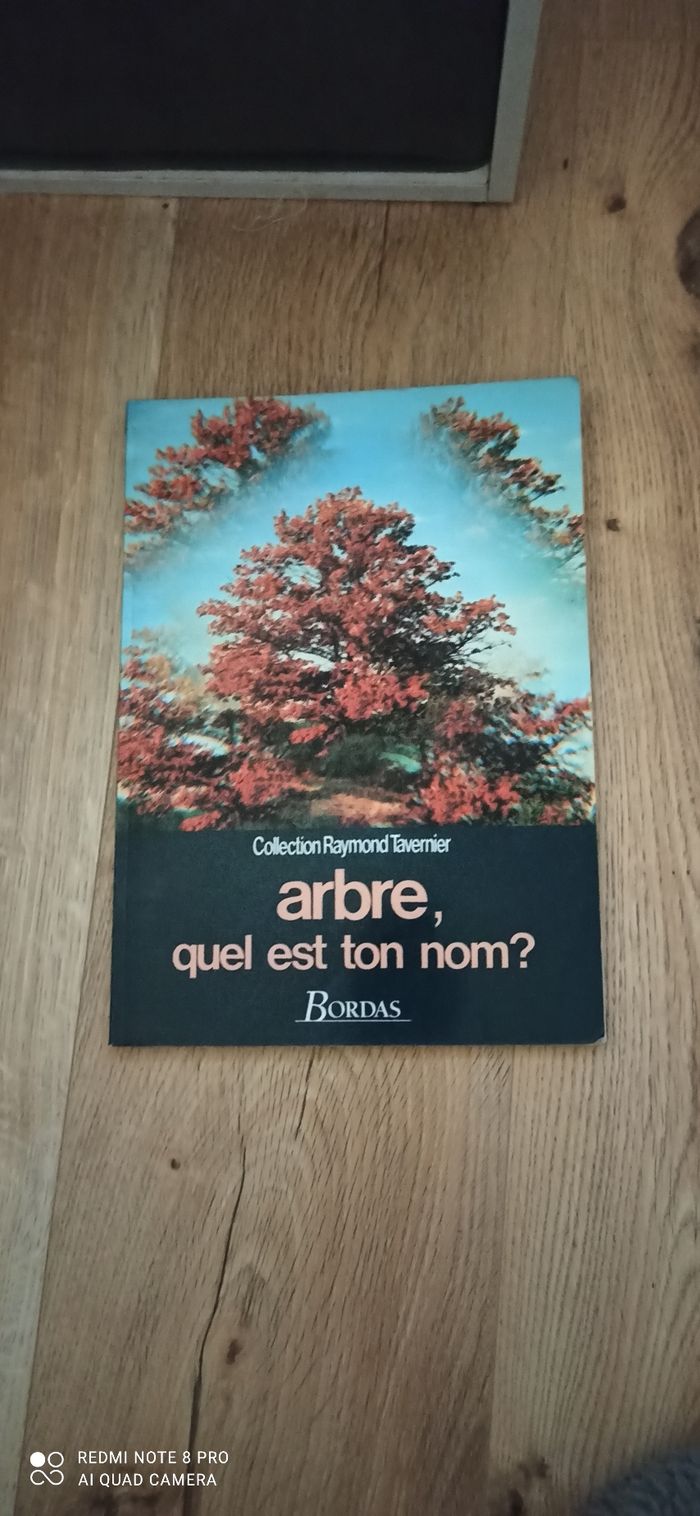 Collection Raymond Tavernier
arbre,
quel est ton nom?
BORDAS
REDMI NOTE 8 PRO
AI QUAD CAMERA